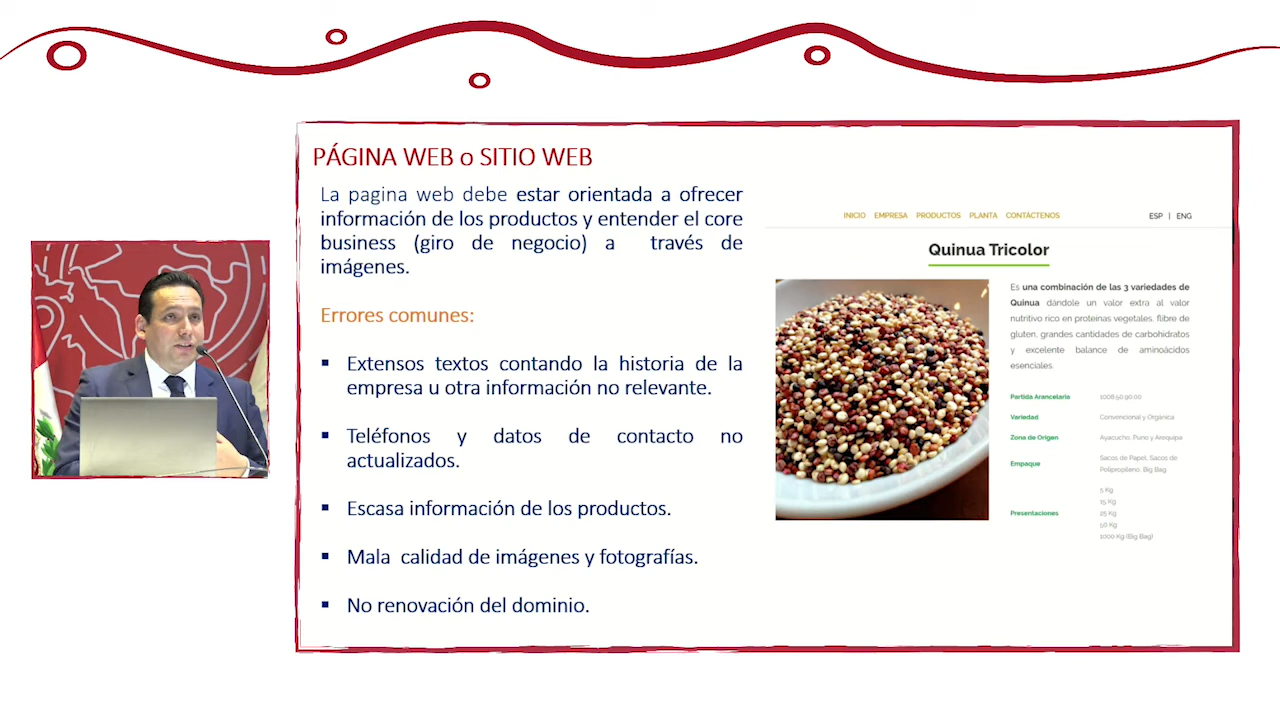 PÁGINA WEB o SITIO WEB
La pagina web debe estar orientada a ofrecer
información de los productos y entender el core
business (giro de negocio) a través de
imágenes.
Errores comunes:
▪ Extensos textos contando la historia de la
empresa u otra información no relevante.
▪ Teléfonos y datos de contacto no
actualizados.
▪ Escasa información de los productos.
▪ Mala calidad de imágenes y fotografías.
▪ No renovación del dominio.
INICIO EMPRESA PRODUCTOS PLANTA CONTÁCTENOS ESP | ENG
Quinua Tricolor
Es una combinación de las 3 variedades de
Quinua dándole un valor extra al valor
nutritivo rico en proteinas vegetales, fibre de
gluten, grandes cantidades de carbohidratos
y excelente balance de aminoácidos
esenciales.
Partida Arancelaria 1008.50.90.00
Variedad Convencional y Orgánica
Zona de Origen Ayacucho, Puno y Arequipa
Empaque Sacos de Papel, Sacos de
Polipropileno, Big Bag
Presentaciones
5 Kg
15 Kg
25 Kg
50 Kg
1000 Kg (Big Bag)